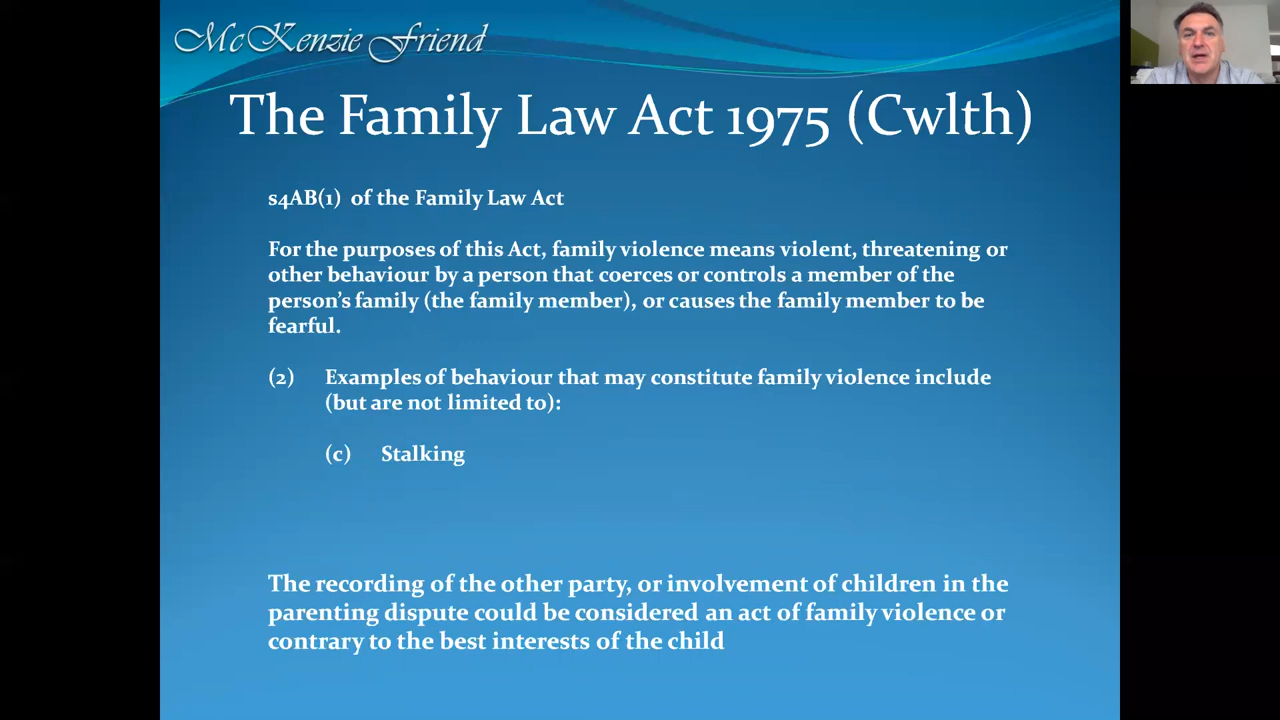 McKenzie Friend
The Family Law Act 1975 (Cwlth)
s4AB(1) of the Family Law Act
For the purposes of this Act, family violence means violent, threatening or
other behaviour by a person that coerces or controls a member of the
person's family (the family member), or causes the family member to be
fearful.
(2) Examples of behaviour that may constitute family violence include
(but are not limited to):
(c) Stalking
The recording of the other party, or involvement of children in the
parenting dispute could be considered an act of family violence or
contrary to the best interests of the child